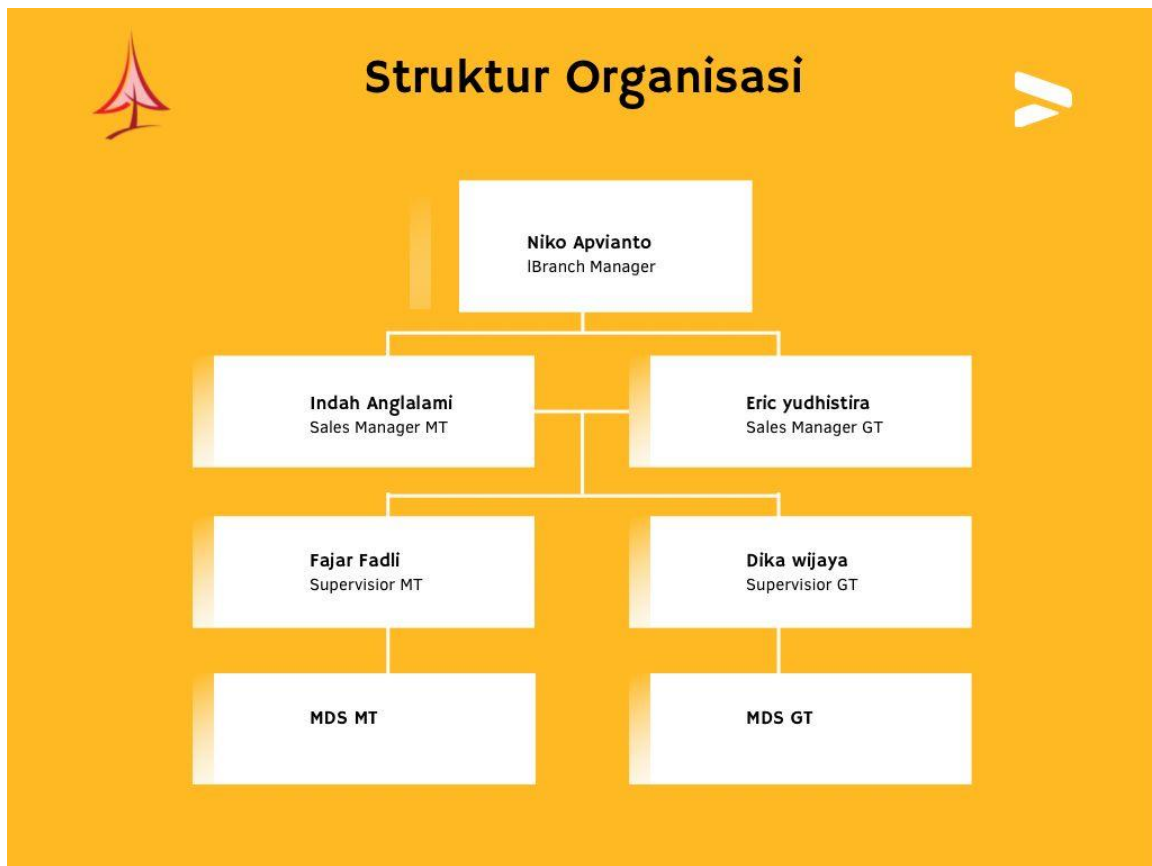 Struktur Organisasi
Niko Apvianto
lBranch Manager
Indah Anglalami
Sales Manager MT
Eric yudhistira
Sales Manager GT
Fajar Fadli
Supervisior MT
Dika wijaya
Supervisior GT
MDS MT
MDS GT